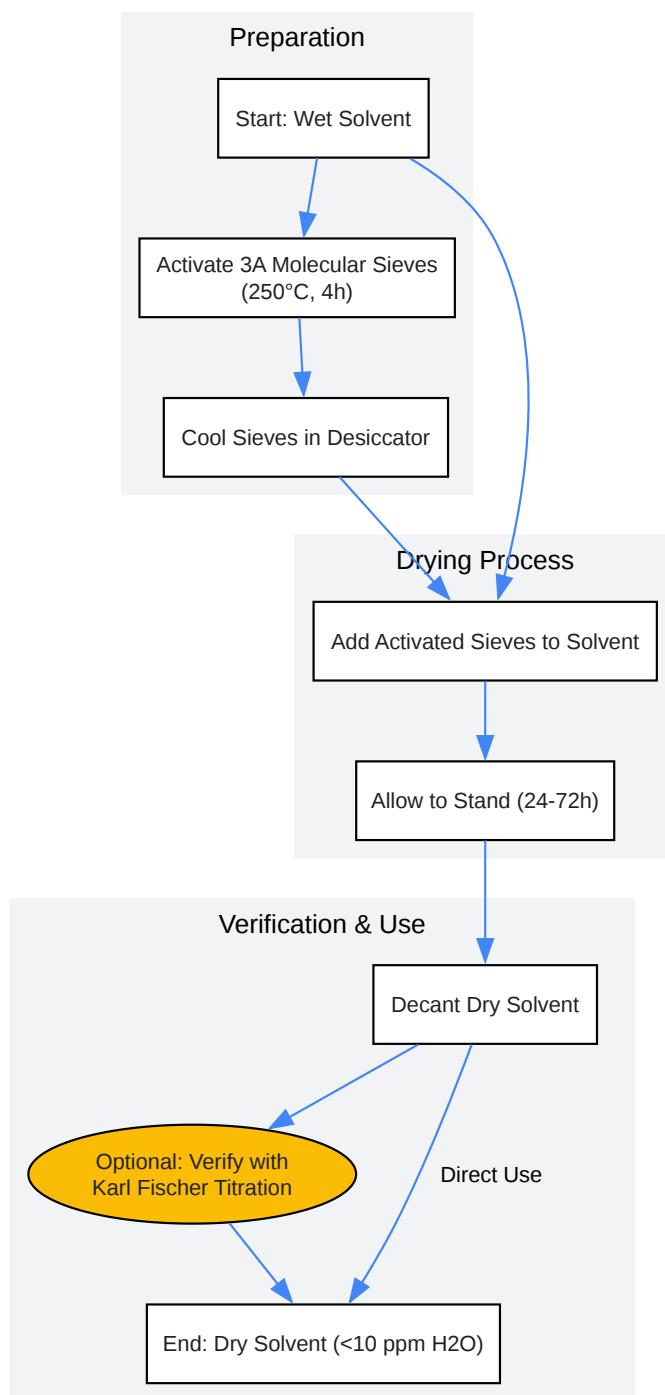 Preparation
Start: Wet Solvent
Activate 3A Molecular Sieves
(250°C, 4h)
Cool Sieves in Desiccator
Drying Process
Add Activated Sieves to Solvent
Allow to Stand (24-72h)
Verification & Use
Decant Dry Solvent
Optional: Verify with
Karl Fischer Titration
Direct Use
End: Dry Solvent (<10 ppm H2O)